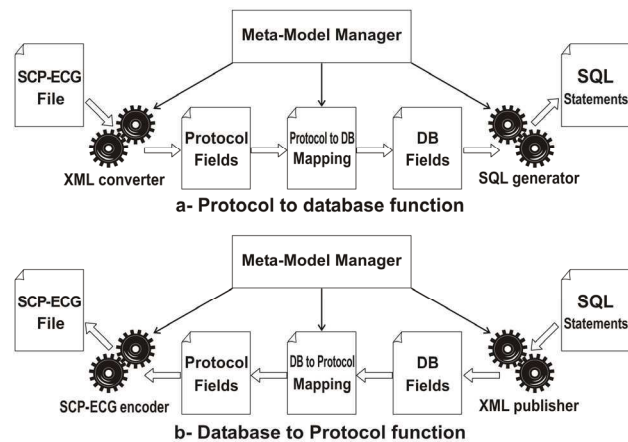 Meta-Model Manager
SCP-ECG
File
SQL
Statements
Protocol
Fields
Protocol to DB
Mapping
DB
Fields
XML converter
SQL generator
a- Protocol to database function
Meta-Model Manager
SCP-ECG
File
SQL
Statements
Protocol
Fields
DB to Protocol
Mapping
DB
Fields
SCP-ECG encoder
XML publisher
b- Database to Protocol function